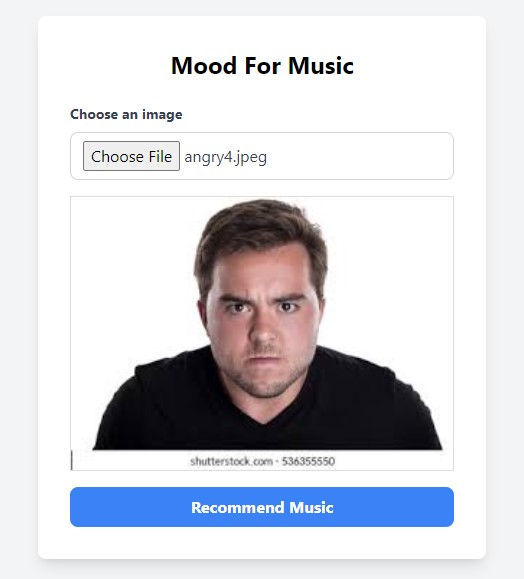 Mood For Music
Choose an image
Choose File angry4.jpeg
shutterstock.com · 536355550
Recommend Music